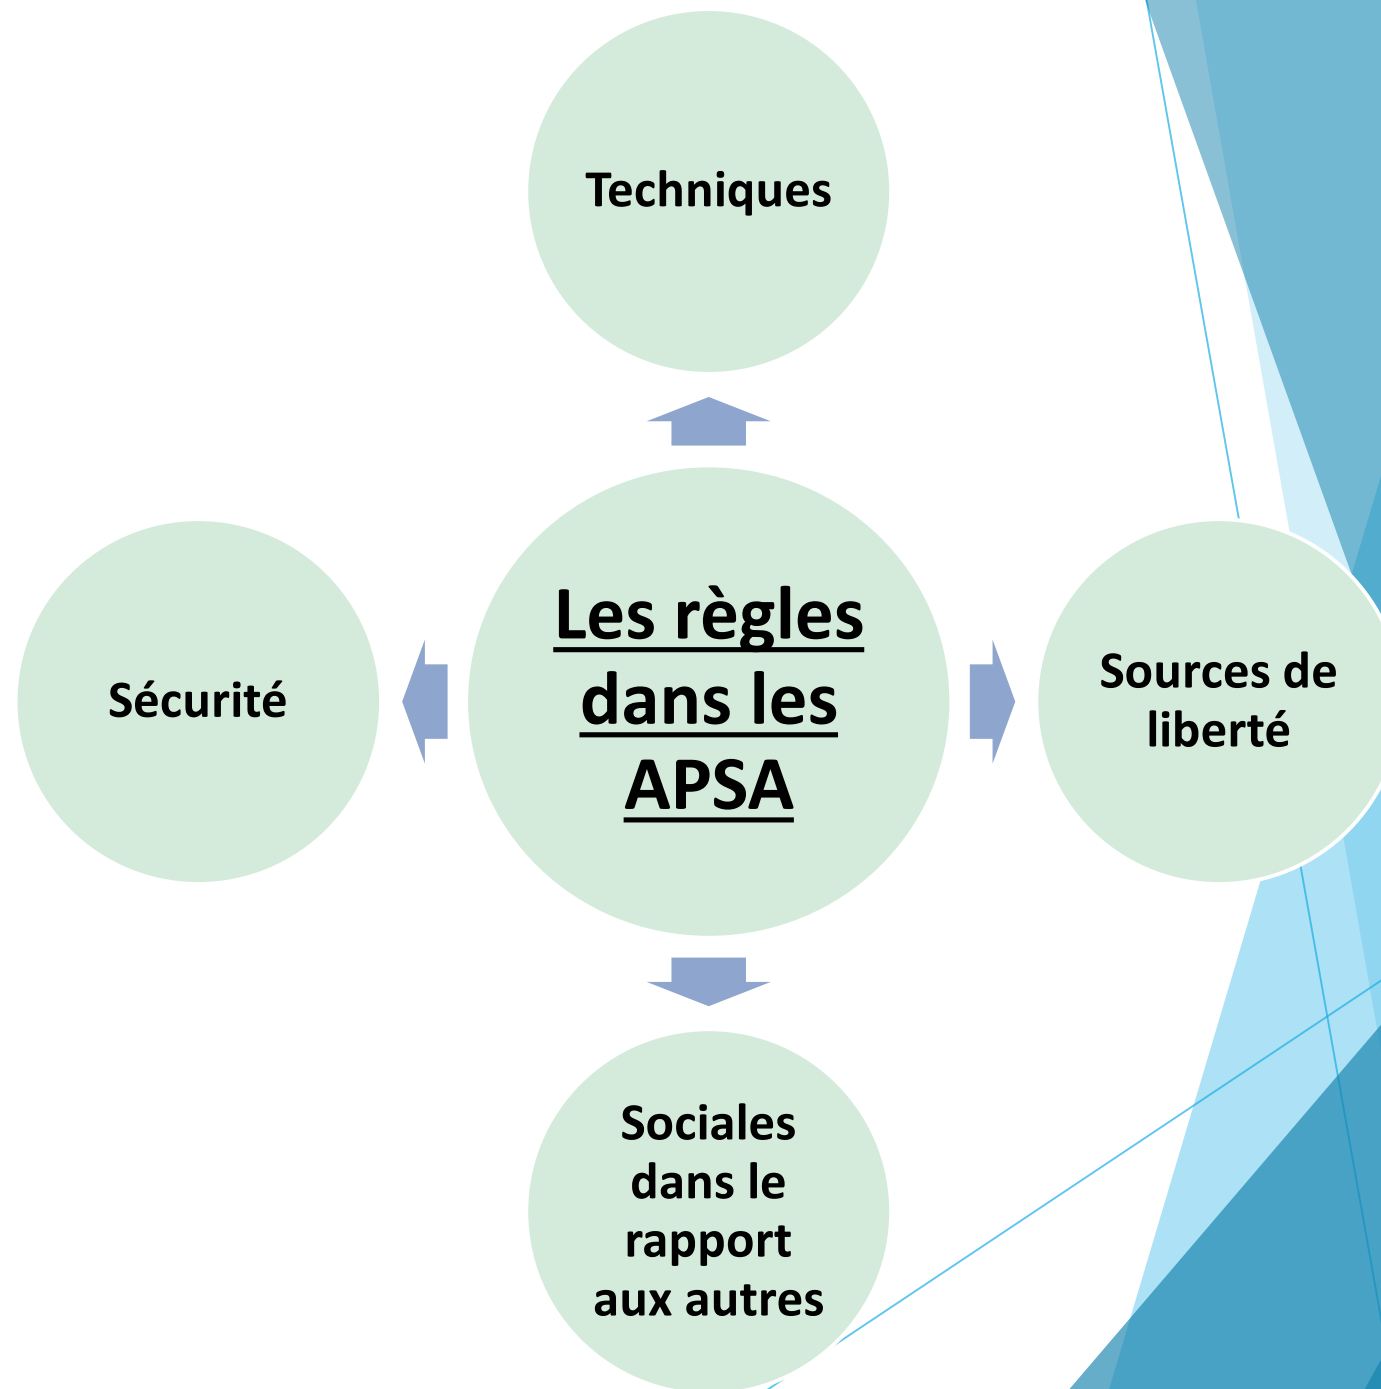 Techniques
Les règles
dans les
APSA
Sécurité
Sources de
liberté
Sociales
dans le
rapport
aux autres